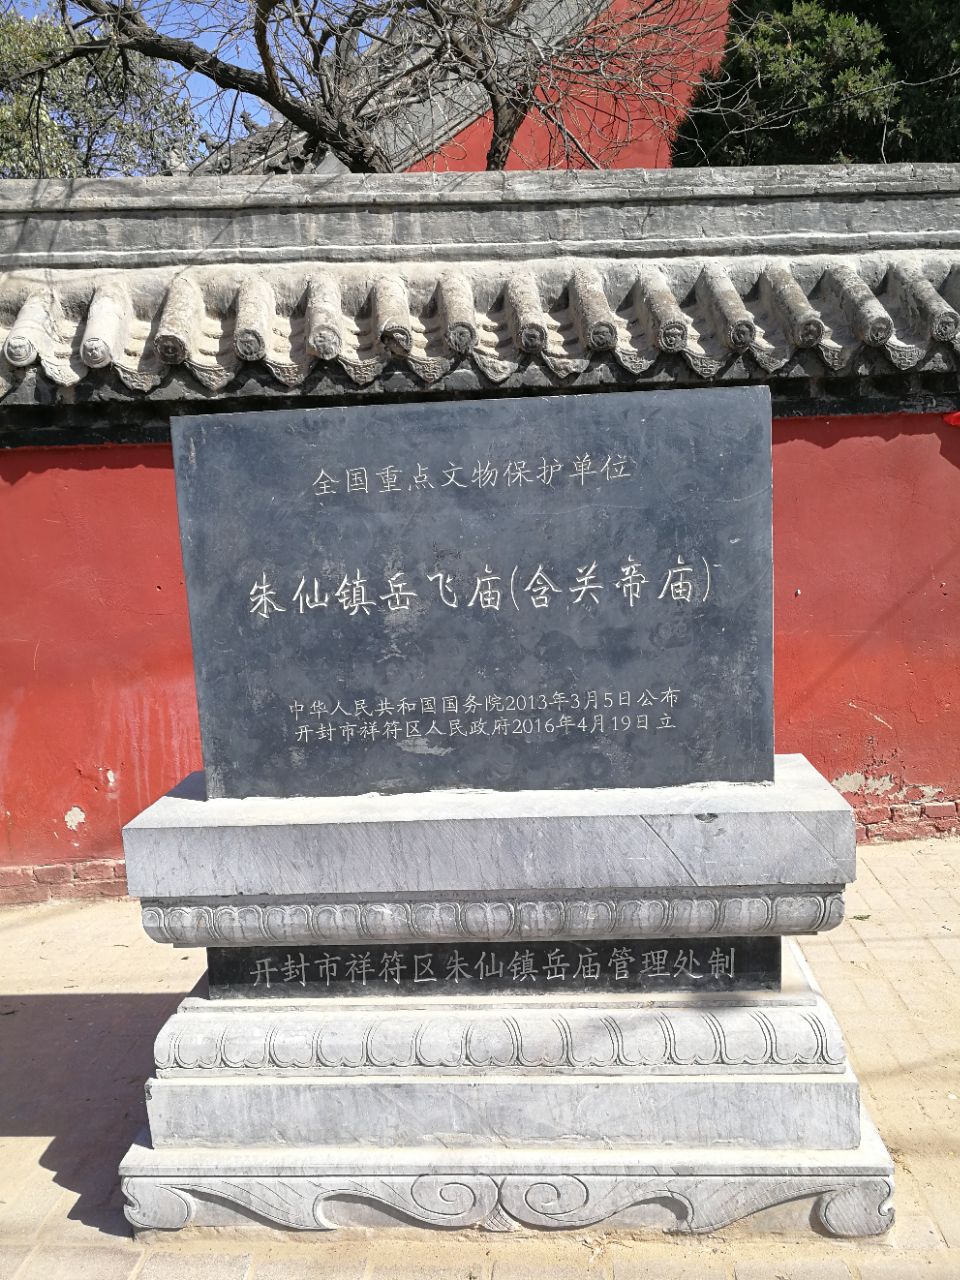 全国重点文物保护单位
朱仙镇岳飞庙(含关帝庙)
中华人民共和国国务院2013年3月5日公布
开封市祥符区人民政府2016年4月19日立
开封市祥符区朱仙镇岳庙管理处制